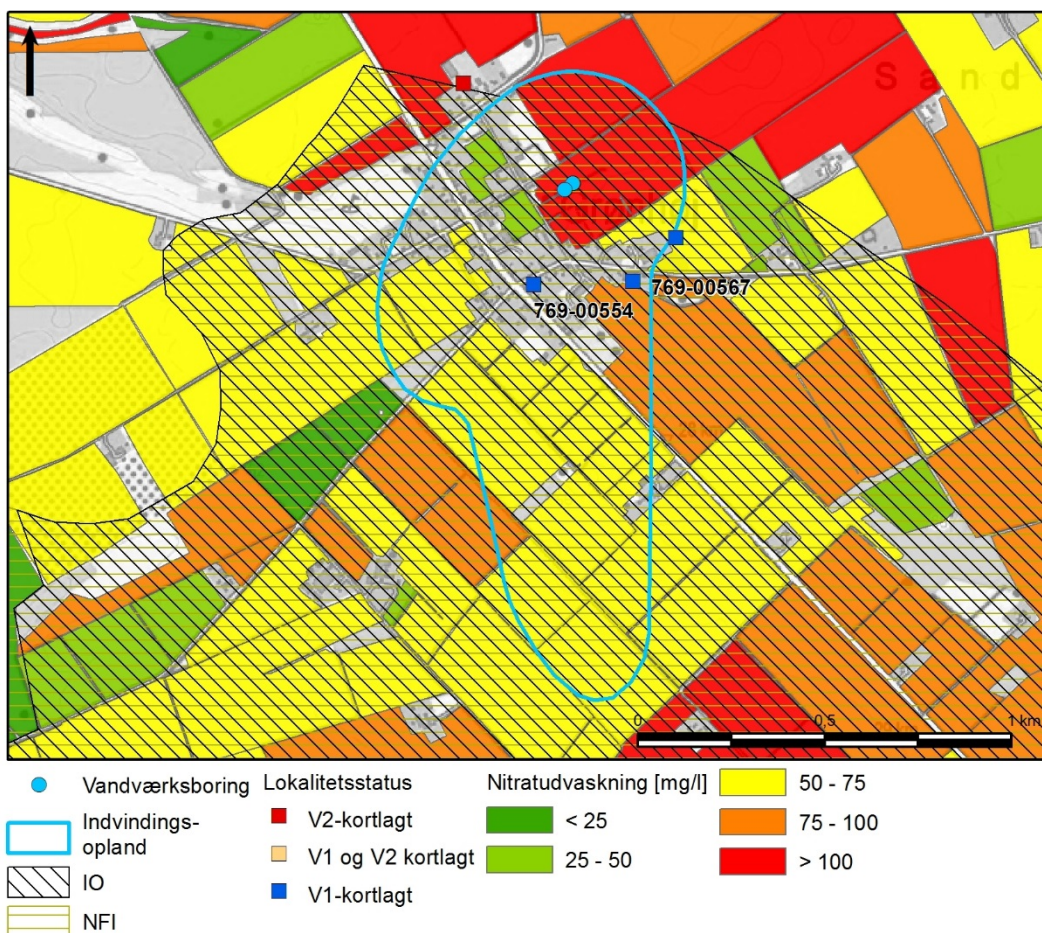 Sand
769-00567
769-00554
0 0,5 1 km
Vandværksboring
Indvindings-
opland
IO
NFI
Lokalitetsstatus
V2-kortlagt
V1 og V2 kortlagt
V1-kortlagt
Nitratudvaskning [mg/l]
< 25
25 - 50
50 - 75
75 - 100
> 100